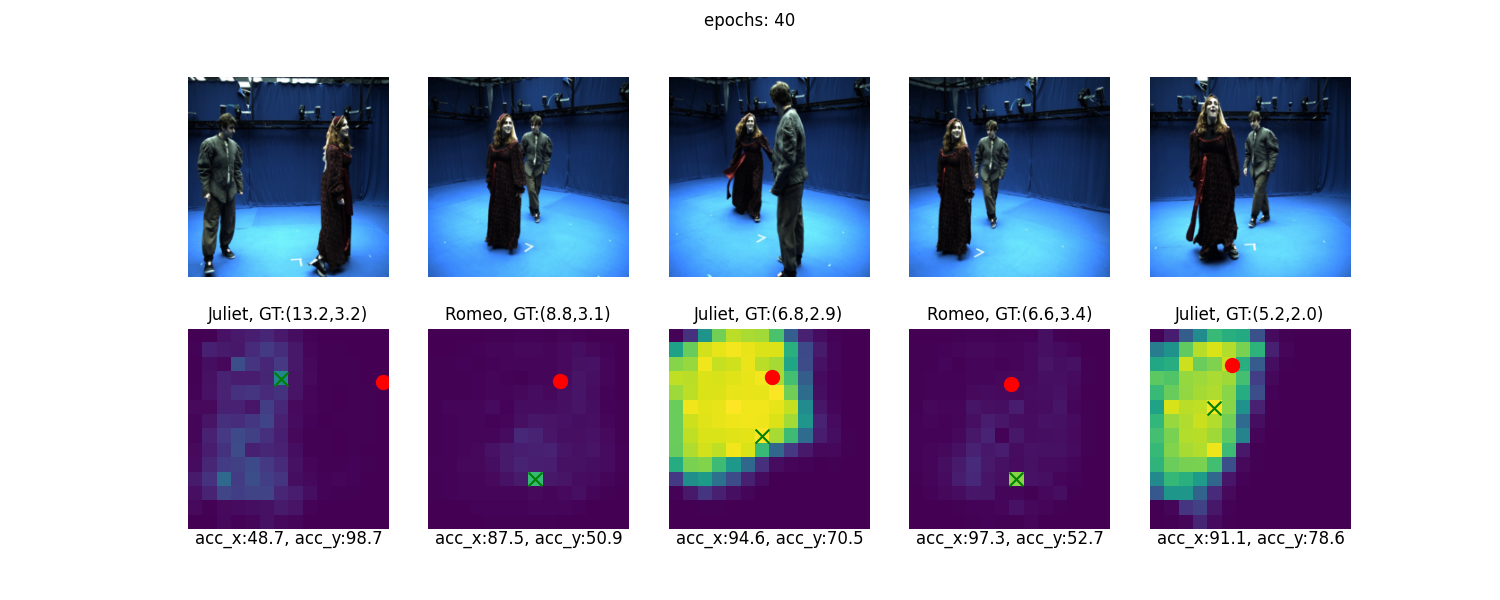 epochs: 40
Juliet, GT:(13.2,3.2)
Romeo, GT:(8.8,3.1)
Juliet, GT:(6.8,2.9)
Romeo, GT:(6.6,3.4)
Juliet, GT:(5.2,2.0)
acc_x:48.7, acc_y:98.7
acc_x:87.5, acc_y:50.9
acc_x:94.6, acc_y:70.5
acc_x:97.3, acc_y:52.7
acc_x:91.1, acc_y:78.6